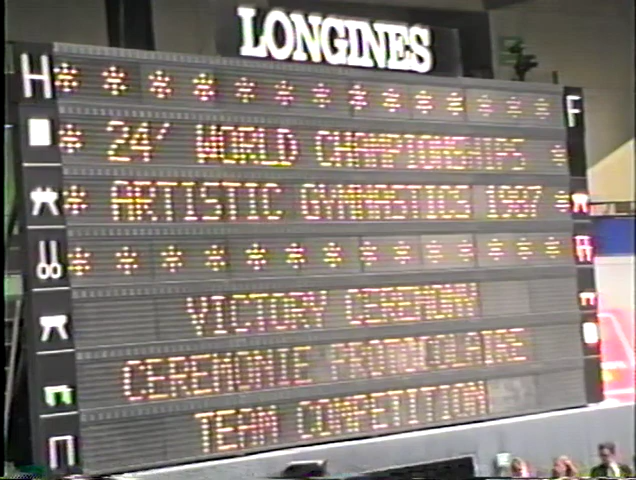 LONGINES
* * * * * * * * * * * * * *
* 24' WORLD CHAMPIONSHIPS *
* ARTISTIC GYMNASTICS 1987 *
* * * * * * * * * * * * * *
VICTORY CEREMONY
CEREMONIE PROTOCOLAIRE
TEAM COMPETITION
H
F